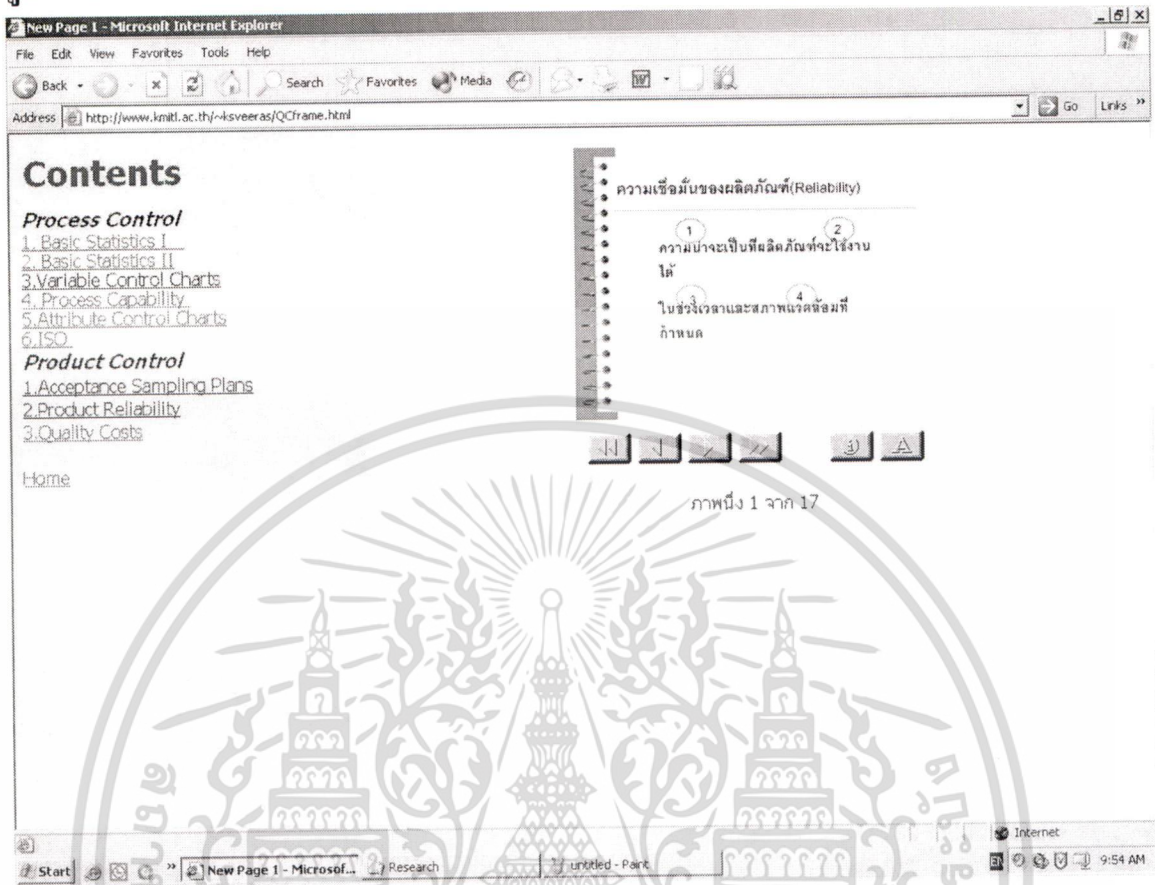 New Page 1 - Microsoft Internet Explorer
File Edit View Favorites Tools Help
Back Search Favorites Media
Address http://www.kmitl.ac.th/~ksveeras/QCframe.html Go Links »
Contents
Process Control
1. Basic Statistics I
2. Basic Statistics II
3.Variable Control Charts
4. Process Capability
5.Attribute Control Charts
6.ISO
Product Control
1.Acceptance Sampling Plans
2.Product Reliability
3.Quality Costs
Home
ความเชื่อมั่นของผลิตภัณฑ์(Reliability)
1 2
ความน่าจะเป็นที่ผลิตภัณฑ์จะใช้งาน
ได้
3 4
ในช่วงเวลาและสภาพแวดล้อมที่
กำหนด
ภาพนิ่ง 1 จาก 17
Internet
Start » New Page 1 - Microsof... Research untitled - Paint EN 9:54 AM